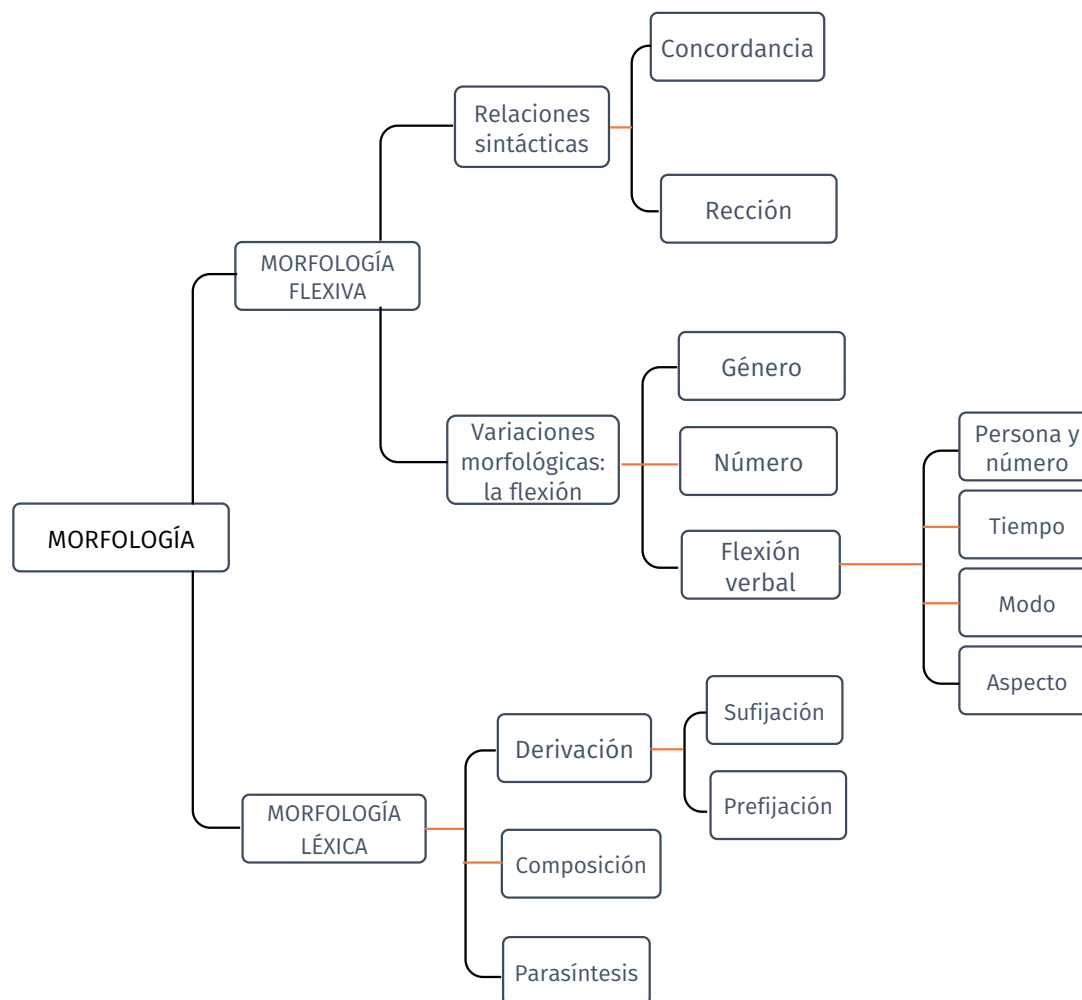 Concordancia
Relaciones
sintácticas
Rección
MORFOLOGÍA
FLEXIVA
Género
Variaciones
morfológicas:
la flexión
Número
Persona y
número
Tiempo
MORFOLOGÍA
Flexión
verbal
Modo
Aspecto
Sufijación
Derivación
Prefijación
MORFOLOGÍA
LÉXICA
Composición
Parasíntesis